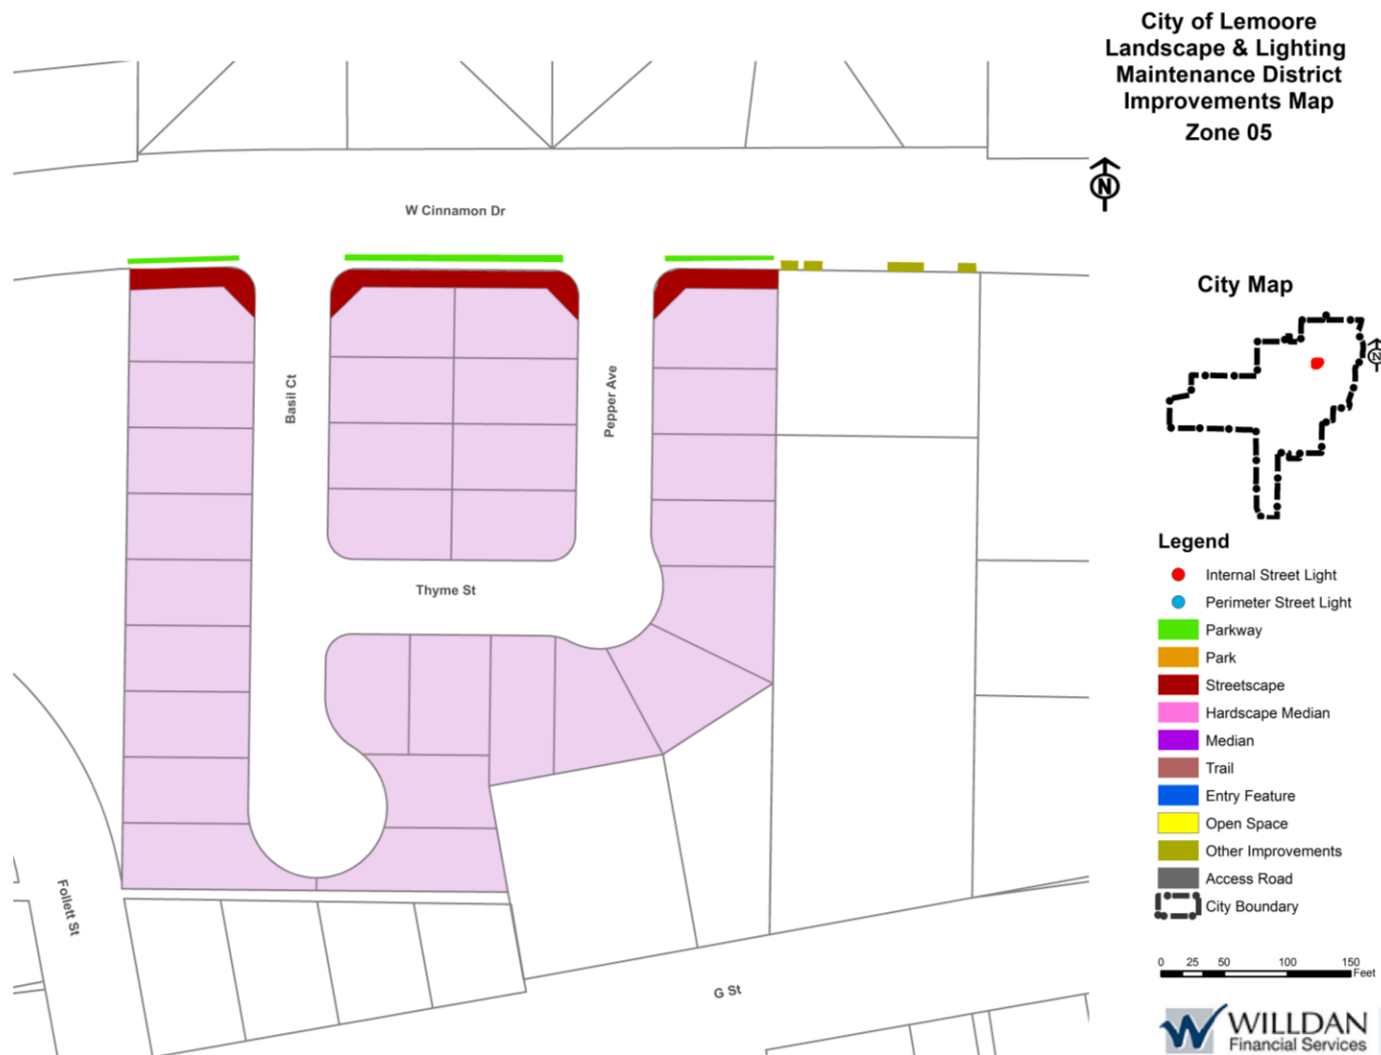 City of Lemoore
Landscape & Lighting
Maintenance District
Improvements Map
Zone 05
N
W Cinnamon Dr
Basil Ct
Pepper Ave
Thyme St
Follett St
G St
City Map
N
Legend
Internal Street Light
Perimeter Street Light
Parkway
Park
Streetscape
Hardscape Median
Median
Trail
Entry Feature
Open Space
Other Improvements
Access Road
City Boundary
0 25 50 100 150
Feet
WILLDAN
Financial Services